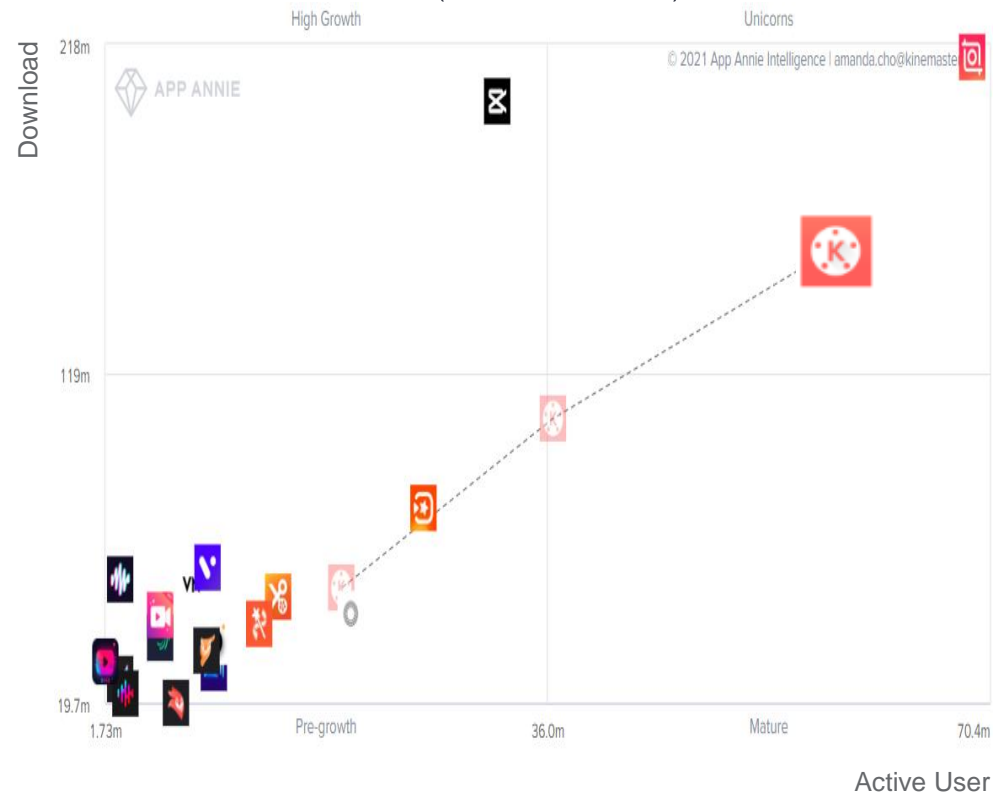 High Growth
Unicorns
Download
218m
© 2021 App Annie Intelligence | amanda.cho@kinemaste
APP ANNIE
K
119m
K
K
19.7m
1.73m
Pre-growth
36.0m
Mature
70.4m
Active User